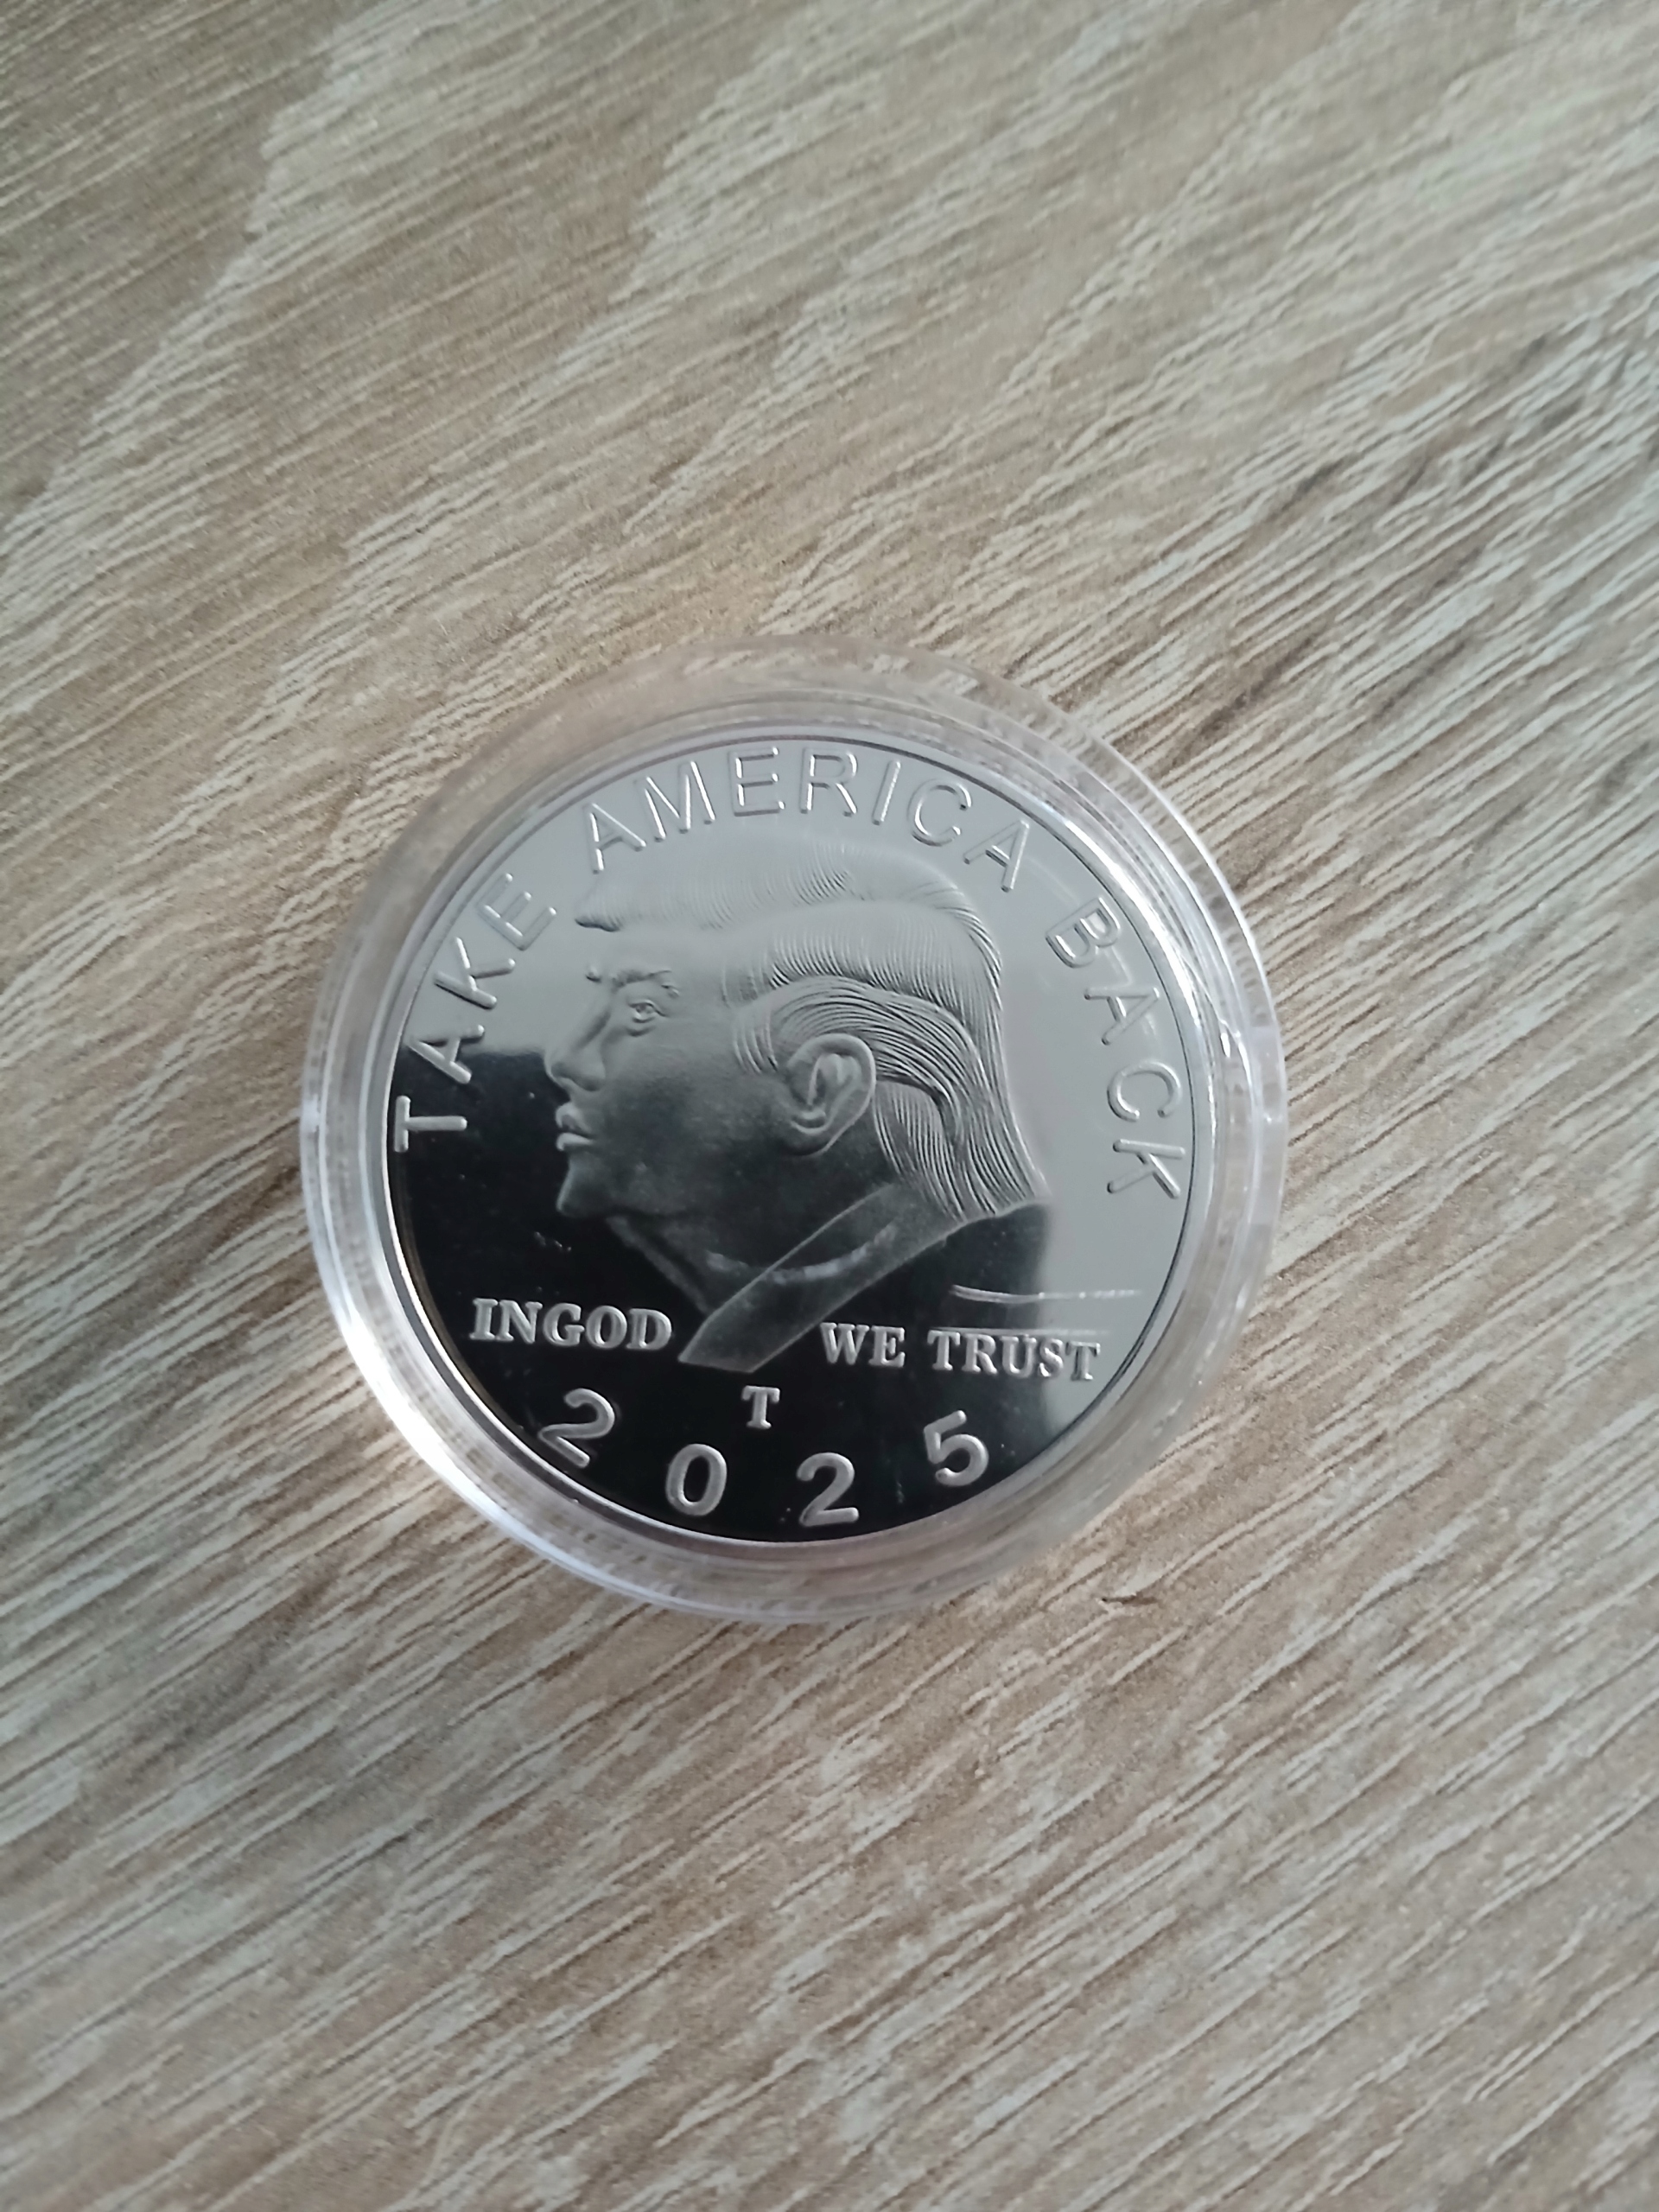 TAKE AMERICA BACK
INGOD WE TRUST
T
2025